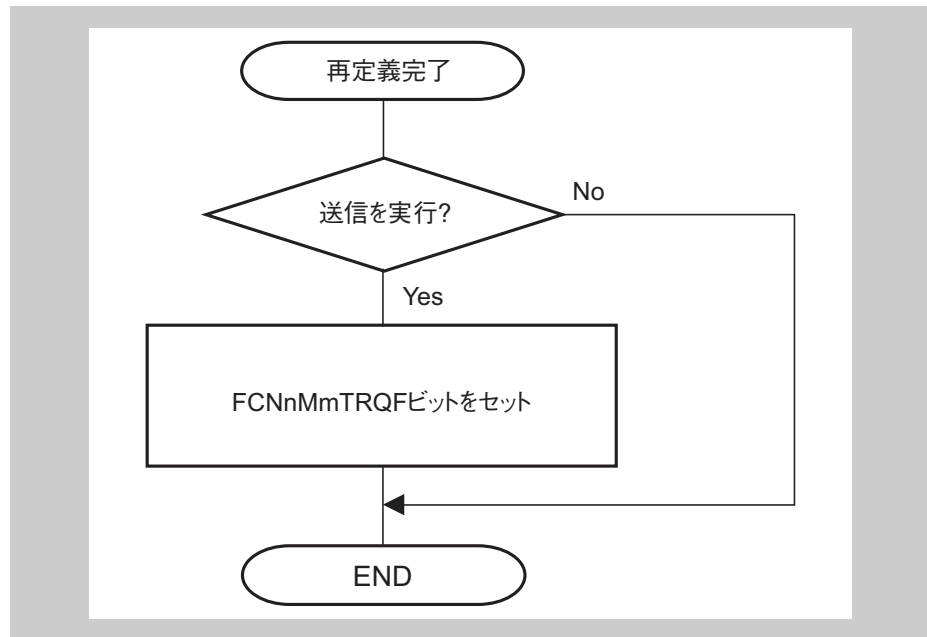 再定義完了
送信を実行?
No
Yes
FCNnMmTRQFビットをセット
END